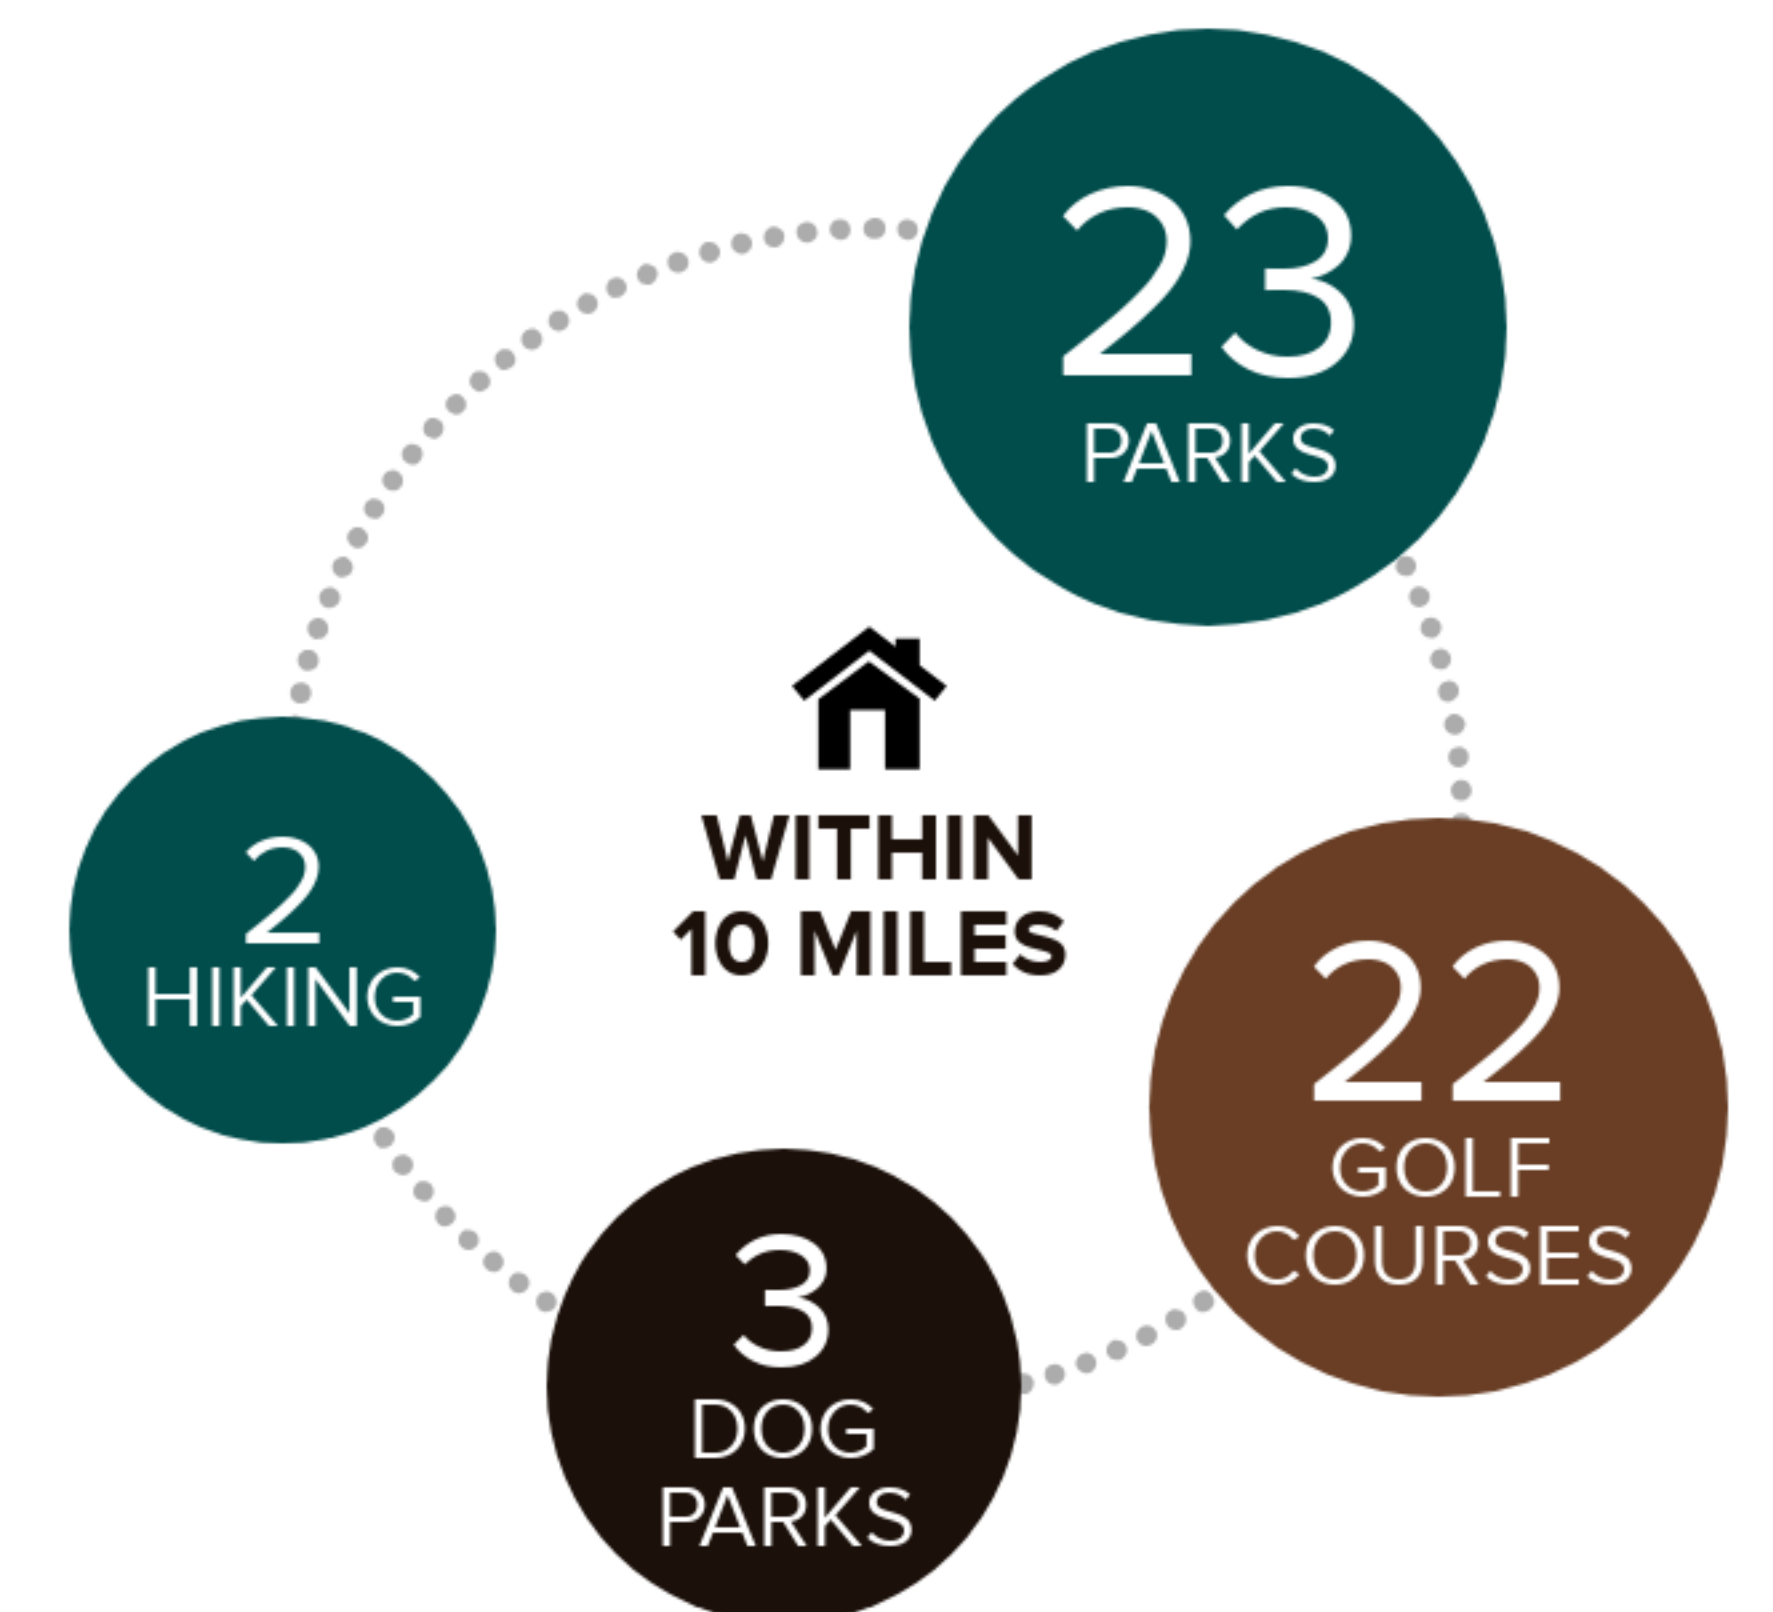 23
PARKS
WITHIN
10 MILES
2
HIKING
22
GOLF
COURSES
3
DOG
PARKS